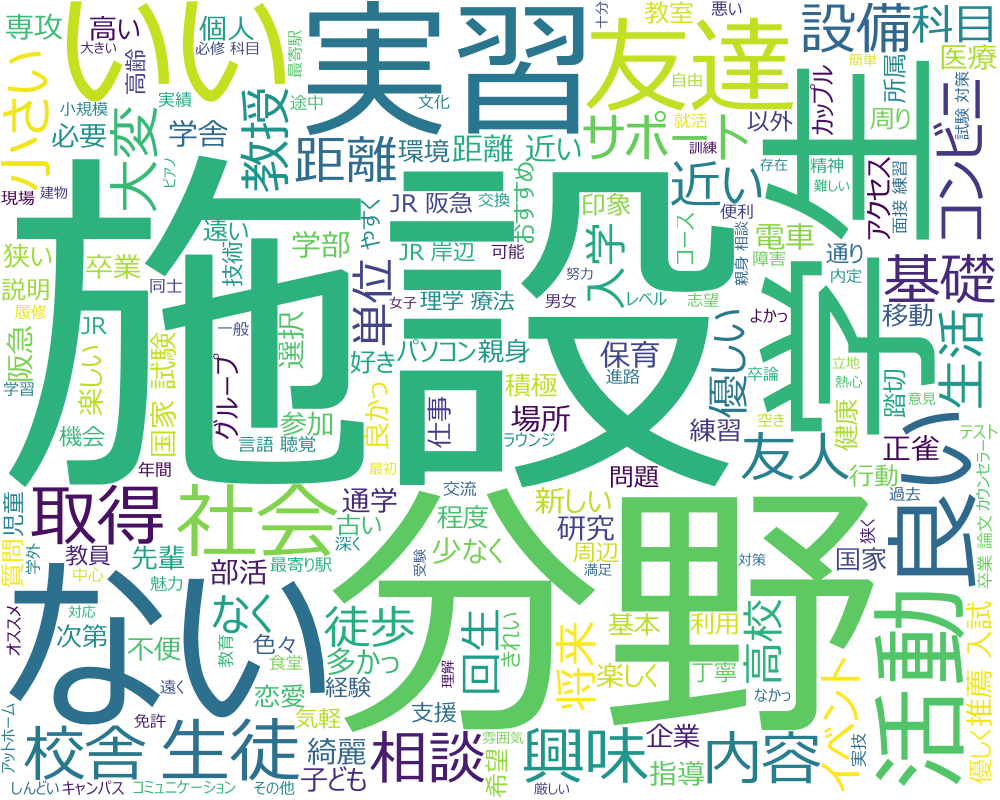 専攻
高い
大きい
いい
個人
必修 科目
最寄駅
実習
十分
友達
教室
悪い
設備
科目
簡単
医療
小さい
高齢
小規模
実績
途中
文化
自由
カップル
所属
試験 対策
必要
大変
学舎
教授
距離
環境
距離 近い
サポート
就活
訓練
以外
周り
コンビニ
現場
建物
ピアノ
JR 阪急
交換
おすすめ
近い
存在
精神
難しい
アクセス
面接 練習
狭い
遠い
学部
やすく
印象
便利
親身 相談
電車
通り
説明
卒業
技術
JR 岸辺
可能
入学
コース
障害
内定
基礎
履修
同士
施設
単位
女子
理学 療法
努力
男女
レベル
志望
よかっ
学生
移動
JR
一般
選択
阪急
楽しい
国家 試験
グループ
好き
パソコン
親身
保育
進路
優しい
卒論
立地
熱心
踏切
意見
生活
学習
機会
参加
良かっ
仕事
積極
場所
ラウンジ
練習
空き
健康
テスト
言語 聴覚
年間
最初
問題
友人
行動
正雀
良い
カウンセラー
児童
取得
社会
通学
交流
新しい
過去
古い
深く
程度
研究
狭く
質問
学外
教員
中心
先輩
最寄り駅
少なく
受験
周辺
満足
対策
国家
卒業 論文
魅力
部活
分野
オススメ
対応
ない
なく
徒歩
回生
きれい
将来
基本
利用
高校
イベント
活動
優しく
推薦 入試
次第
不便
教育
色々
食堂
多かっ
経験
理解
楽しく
丁寧
なかっ
遠く
恋愛
アットホーム
免許
気軽
支援
雰囲気
企業
実技
校舎
生徒
綺麗
相談
希望
興味
内容
子ども
指導
しんどい
キャンパス
コミュニケーション
その他
厳しい